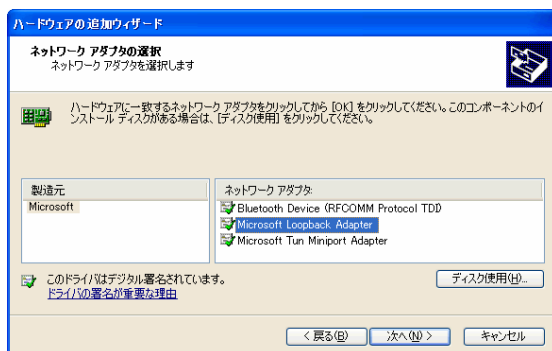 ハードウェアの追加ウィザード
ネットワーク アダプタの選択
ネットワーク アダプタを選択します
ハードウェアに一致するネットワーク アダプタをクリックしてから [OK] をクリックしてください。このコンポーネントのイ
ンストール ディスクがある場合は、[ディスク使用] をクリックしてください。
製造元
Microsoft
ネットワーク アダプタ:
Bluetooth Device (RFCOMM Protocol TDI)
Microsoft Loopback Adapter
Microsoft Tun Miniport Adapter
このドライバはデジタル署名されています。
ドライバの署名が重要な理由
ディスク使用(H)...
< 戻る(B)
次へ(N) >
キャンセル